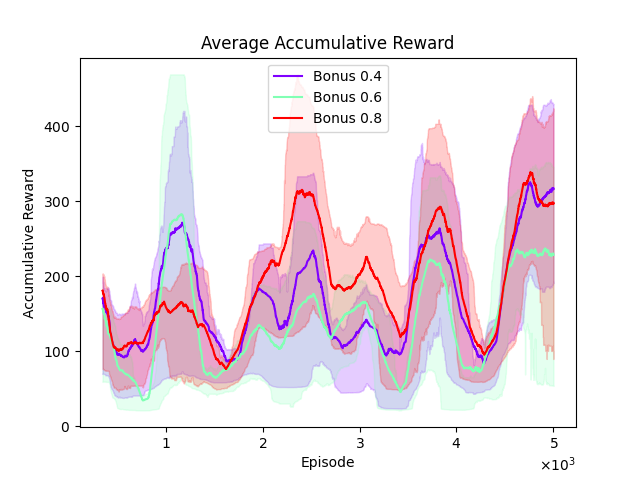 Average Accumulative Reward
Bonus 0.4
Bonus 0.6
Bonus 0.8
Accumulative Reward
400
300
200
100
0
1 2 3 4 5
Episode
×10³